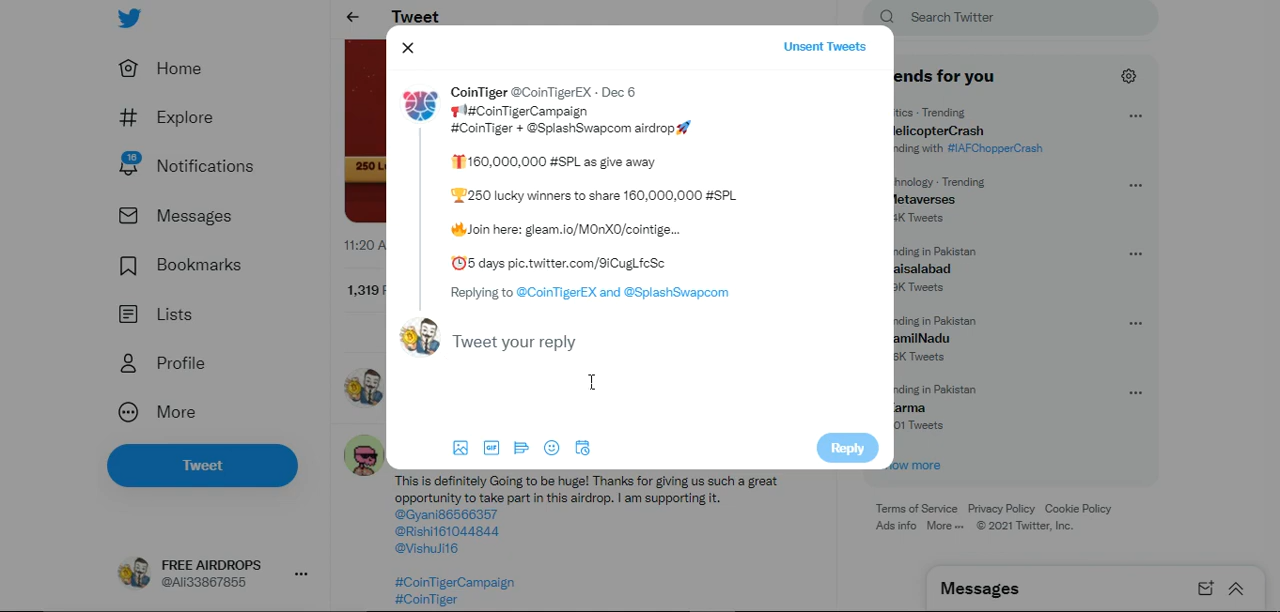 Tweet
Search Twitter
Home
Explore
16
Notifications
Messages
Bookmarks
Lists
Profile
More
Tweet
FREE AIRDROPS
@Ali33867855
250
11:20 A
1,319
Unsent Tweets
CoinTiger @CoinTigerEX · Dec 6
📢#CoinTigerCampaign
#CoinTiger + @SplashSwapcom airdrop🚀
🎁160,000,000 #SPL as give away
🏆250 lucky winners to share 160,000,000 #SPL
🔥Join here: gleam.io/M0nX0/cointige...
⏰5 days pic.twitter.com/9iCugLfcSc
Replying to @CoinTigerEX and @SplashSwapcom
Tweet your reply
GIF
Reply
This is definitely Going to be huge! Thanks for giving us such a great
opportunity to take part in this airdrop. I am supporting it.
@Gyani86566357
@Rishi161044844
@VishuJi16
#CoinTigerCampaign
#CoinTiger
ends for you
itics · Trending
elicopterCrash
nding with #IAFChopperCrash
hnology · Trending
etaverses
K Tweets
nding in Pakistan
aisalabad
K Tweets
nding in Pakistan
amilNadu
K Tweets
nding in Pakistan
arma
01 Tweets
ow more
Terms of Service Privacy Policy Cookie Policy
Ads info More ··· © 2021 Twitter, Inc.
Messages